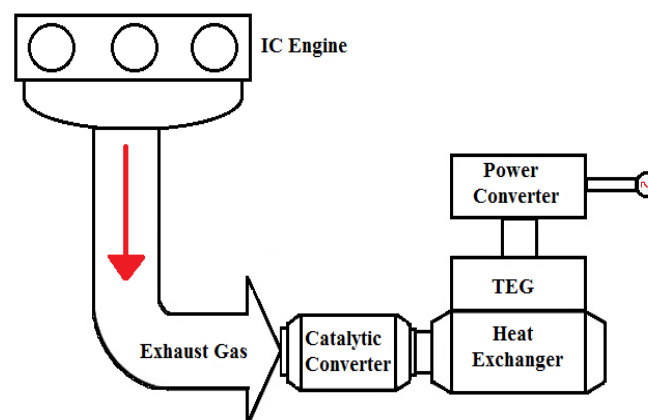 IC Engine
Power
Converter
TEG
Exhaust Gas
Catalytic
Converter
Heat
Exchanger